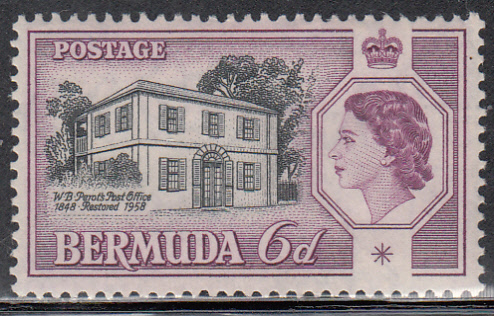 POSTAGE
W.B. Perot's Post Office
1848 - Restored 1958
BERMUDA 6d